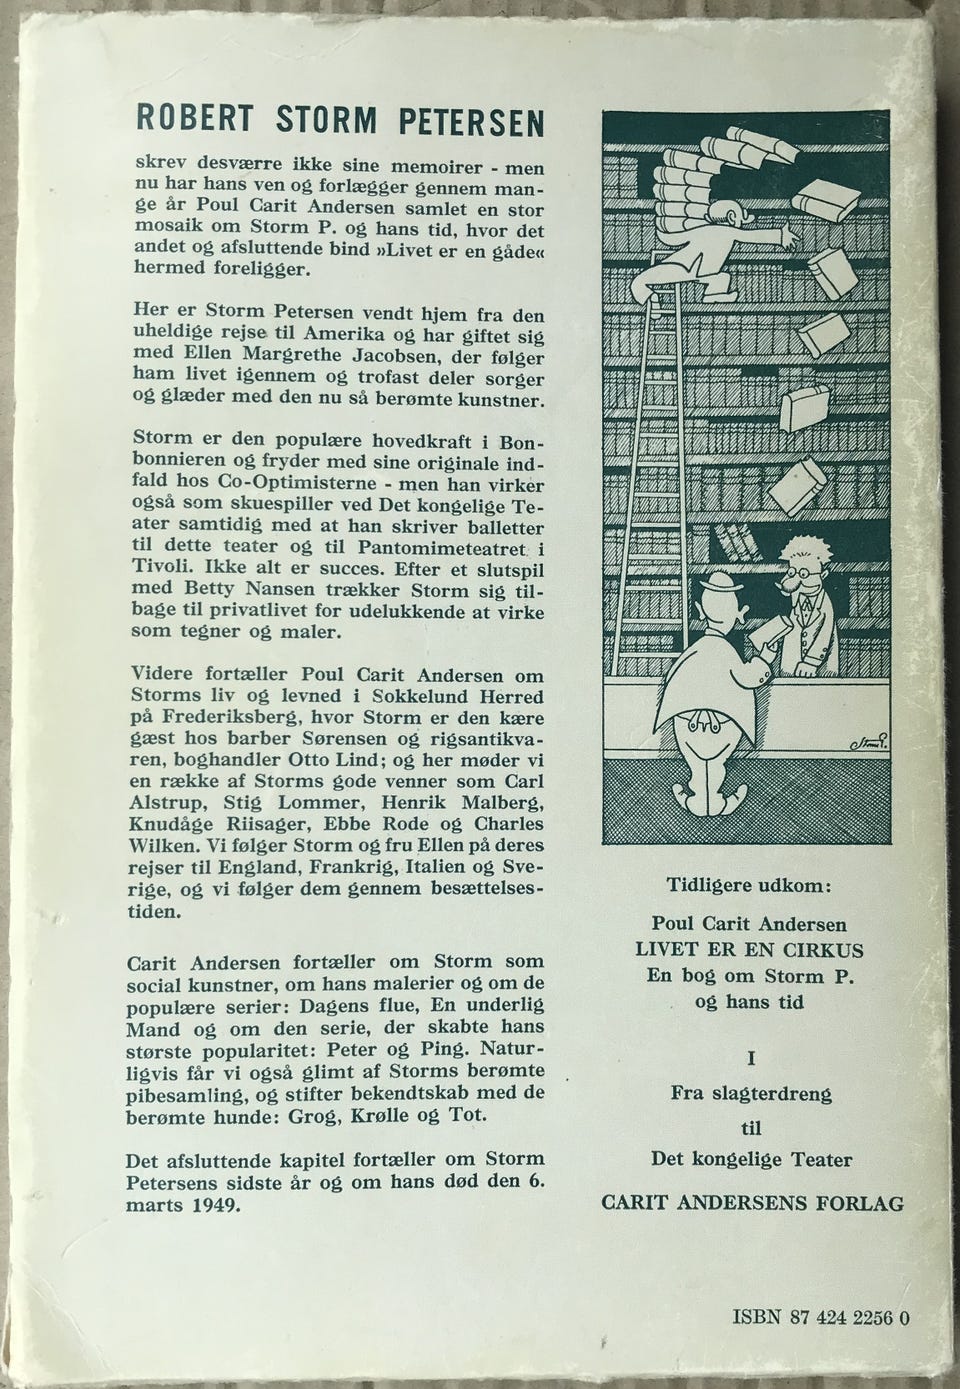 ROBERT STORM PETERSEN
skrev desværre ikke sine memoirer - men
nu har hans ven og forlægger gennem man-
ge år Poul Carit Andersen samlet en stor
mosaik om Storm P. og hans tid, hvor det
andet og afsluttende bind »Livet er en gåde«
hermed foreligger.
Her er Storm Petersen vendt hjem fra den
uheldige rejse til Amerika og har giftet sig
med Ellen Margrethe Jacobsen, der følger
ham livet igennem og trofast deler sorger
og glæder med den nu så berømte kunstner.
Storm er den populære hovedkraft i Bon-
bonnieren og fryder med sine originale ind-
fald hos Co-Optimisterne - men han virker
også som skuespiller ved Det kongelige Te-
ater samtidig med at han skriver balletter
til dette teater og til Pantomimeteatret i
Tivoli. Ikke alt er succes. Efter et slutspil
med Betty Nansen trækker Storm sig til-
bage til privatlivet for udelukkende at virke
som tegner og maler.
Videre fortæller Poul Carit Andersen om
Storms liv og levned i Sokkelund Herred
på Frederiksberg, hvor Storm er den kære
gæst hos barber Sørensen og rigsantikva-
ren, boghandler Otto Lind; og her møder vi
en række af Storms gode venner som Carl
Alstrup, Stig Lommer, Henrik Malberg,
Knudåge Riisager, Ebbe Rode og Charles
Wilken. Vi følger Storm og fru Ellen på deres
rejser til England, Frankrig, Italien og Sve-
rige, og vi følger dem gennem besættelses-
tiden.
Carit Andersen fortæller om Storm som
social kunstner, om hans malerier og om de
populære serier: Dagens flue, En underlig
Mand og om den serie, der skabte hans
største popularitet: Peter og Ping. Natur-
ligvis får vi også glimt af Storms berømte
pibesamling, og stifter bekendtskab med de
berømte hunde: Grog, Krølle og Tot.
Det afsluttende kapitel fortæller om Storm
Petersens sidste år og om hans død den 6.
marts 1949.
Storm P.
Tidligere udkom:
Poul Carit Andersen
LIVET ER EN CIRKUS
En bog om Storm P.
og hans tid
I
Fra slagterdreng
til
Det kongelige Teater
CARIT ANDERSENS FORLAG
ISBN 87 424 2256 0